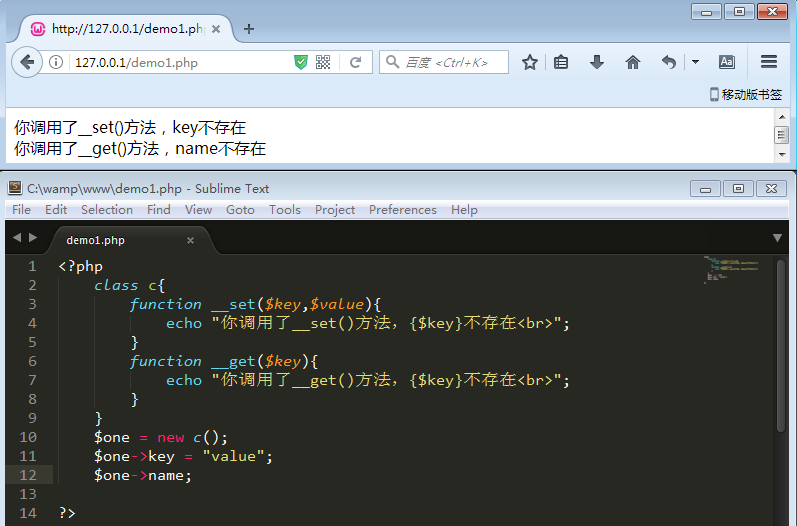 http://127.0.0.1/demo1.ph
127.0.0.1/demo1.php
百度 <Ctrl+K>
移动版书签
你调用了__set()方法，key不存在
你调用了__get()方法，name不存在
C:\wamp\www\demo1.php - Sublime Text
File Edit Selection Find View Goto Tools Project Preferences Help
demo1.php
1 <?php
2 class c{
3 function __set($key,$value){
4 echo "你调用了__set()方法，{$key}不存在<br>";
5 }
6 function __get($key){
7 echo "你调用了__get()方法，{$key}不存在<br>";
8 }
9 }
10 $one = new c();
11 $one->key = "value";
12 $one->name;
13
14 ?>